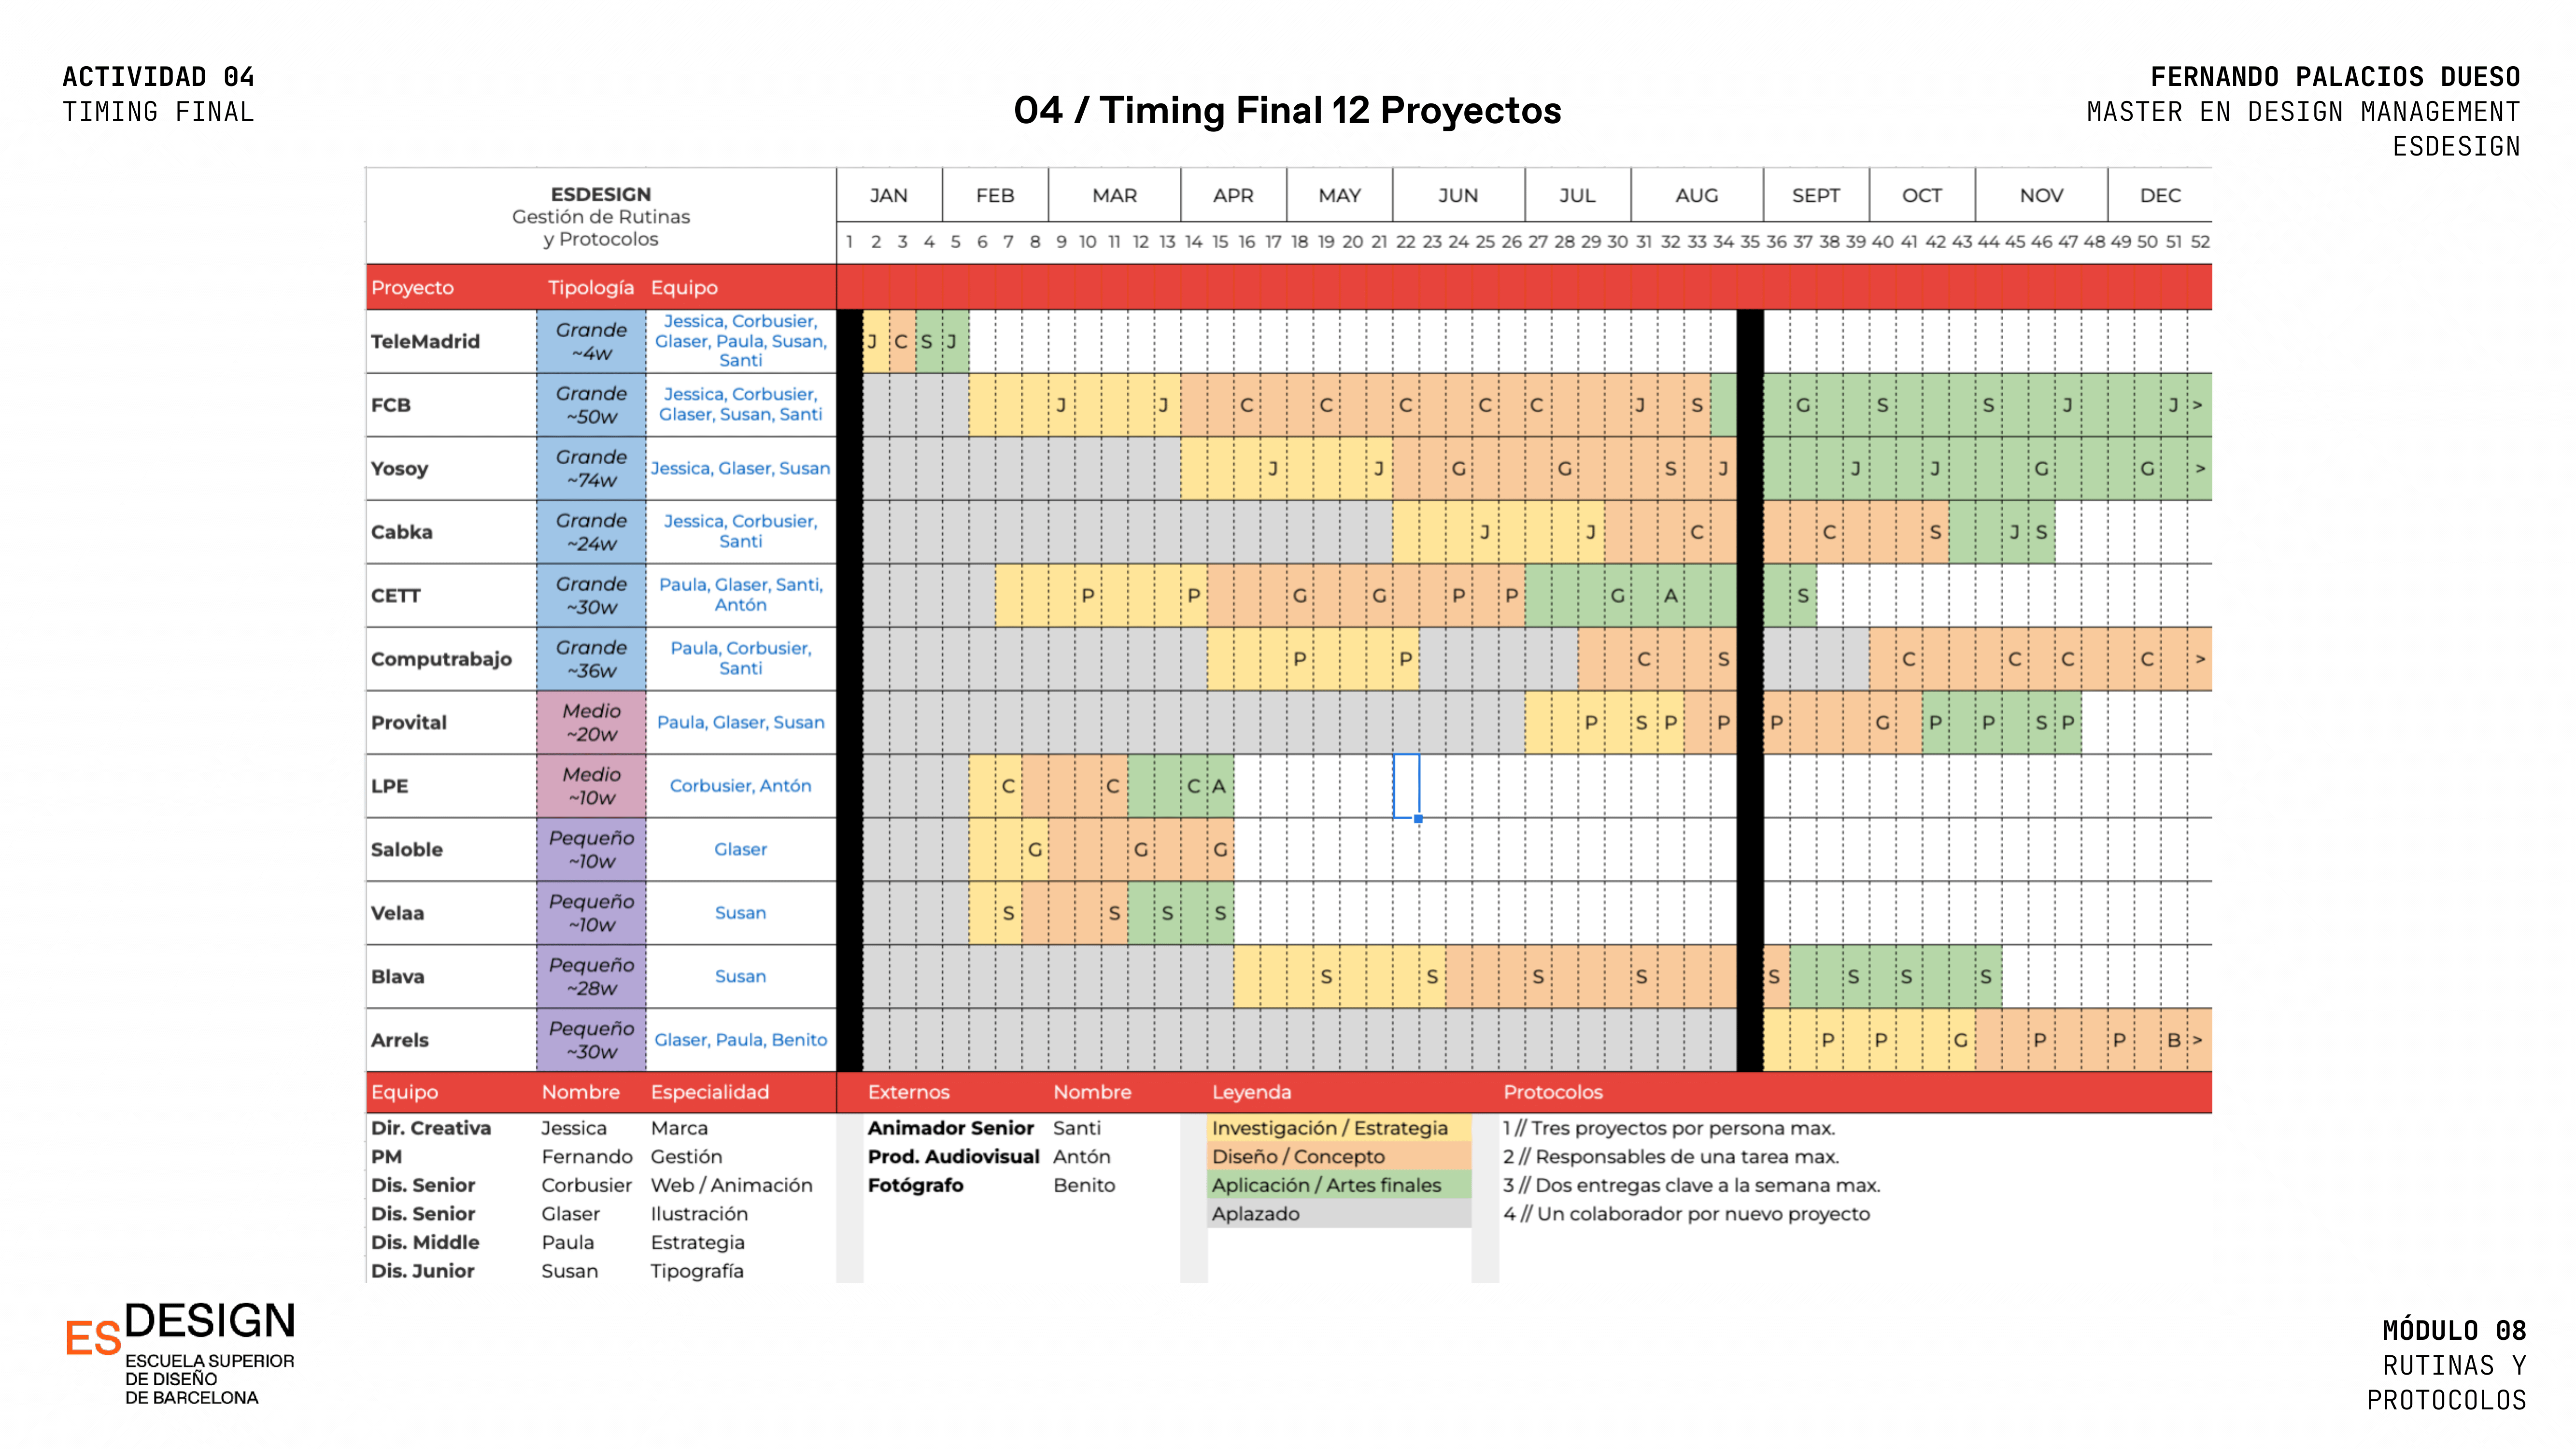 ACTIVIDAD 04
TIMING FINAL
04 / Timing Final 12 Proyectos
FERNANDO PALACIOS DUESO
MASTER EN DESIGN MANAGEMENT
ESDESIGN
ESDESIGN
Gestión de Rutinas
y Protocolos
JAN FEB MAR APR MAY JUN JUL AUG SEPT OCT NOV DEC
1 2 3 4 5 6 7 8 9 10 11 12 13 14 15 16 17 18 19 20 21 22 23 24 25 26 27 28 29 30 31 32 33 34 35 36 37 38 39 40 41 42 43 44 45 46 47 48 49 50 51 52
Proyecto Tipología Equipo
TeleMadrid
Grande
~4w
Jessica, Corbusier,
Glaser, Paula, Susan,
Santi
J C S J
FCB
Grande
~50w
Jessica, Corbusier,
Glaser, Susan, Santi
J J C C C C C J S G S S J J >
Yosoy
Grande
~74w
Jessica, Glaser, Susan
J J G G S J J J G G >
Cabka
Grande
~24w
Jessica, Corbusier,
Santi
J J C C S J S
CETT
Grande
~30w
Paula, Glaser, Santi,
Antón
P P G G P P G A S
Computrabajo
Grande
~36w
Paula, Corbusier,
Santi
P P C S C C C C >
Provital
Medio
~20w
Paula, Glaser, Susan
P S P P P G P P S P
LPE
Medio
~10w
Corbusier, Antón
C C C A
Saloble
Pequeño
~10w
Glaser
G G G
Velaa
Pequeño
~10w
Susan
S S S S
Blava
Pequeño
~28w
Susan
S S S S S S S S
Arrels
Pequeño
~30w
Glaser, Paula, Benito
P P G P P B >
Equipo Nombre Especialidad Externos Nombre Leyenda Protocolos
Dir. Creativa Jessica Marca Animador Senior Santi Investigación / Estrategia 1 // Tres proyectos por persona max.
PM Fernando Gestión Prod. Audiovisual Antón Diseño / Concepto 2 // Responsables de una tarea max.
Dis. Senior Corbusier Web / Animación Fotógrafo Benito Aplicación / Artes finales 3 // Dos entregas clave a la semana max.
Dis. Senior Glaser Ilustración Aplazado 4 // Un colaborador por nuevo proyecto
Dis. Middle Paula Estrategia
Dis. Junior Susan Tipografía
ESDESIGN
ESCUELA SUPERIOR
DE DISEÑO
DE BARCELONA
MÓDULO 08
RUTINAS Y
PROTOCOLOS